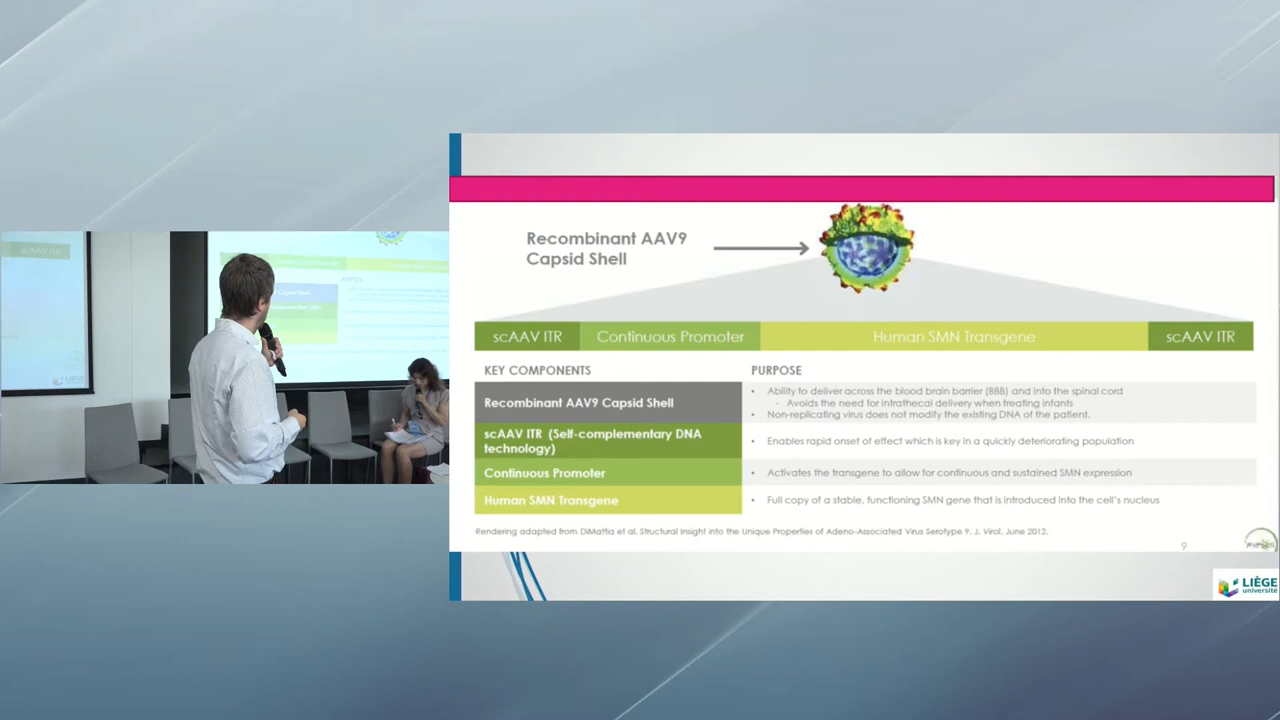 Recombinant AAV9
Capsid Shell
scAAV ITR
Continuous Promoter
Human SMN Transgene
scAAV ITR
KEY COMPONENTS
PURPOSE
Recombinant AAV9 Capsid Shell
• Ability to deliver across the blood brain barrier (BBB) and into the spinal cord
- Avoids the need for intrathecal delivery when treating infants
• Non-replicating virus does not modify the existing DNA of the patient.
scAAV ITR (Self-complementary DNA
technology)
• Enables rapid onset of effect which is key in a quickly deteriorating population
Continuous Promoter
• Activates the transgene to allow for continuous and sustained SMN expression
Human SMN Transgene
• Full copy of a stable, functioning SMN gene that is introduced into the cell's nucleus
Rendering adapted from DiMattia et al. Structural Insight into the Unique Properties of Adeno-Associated Virus Serotype 9. J. Virol. June 2012.
9
LIÈGE
université
scAAV ITR